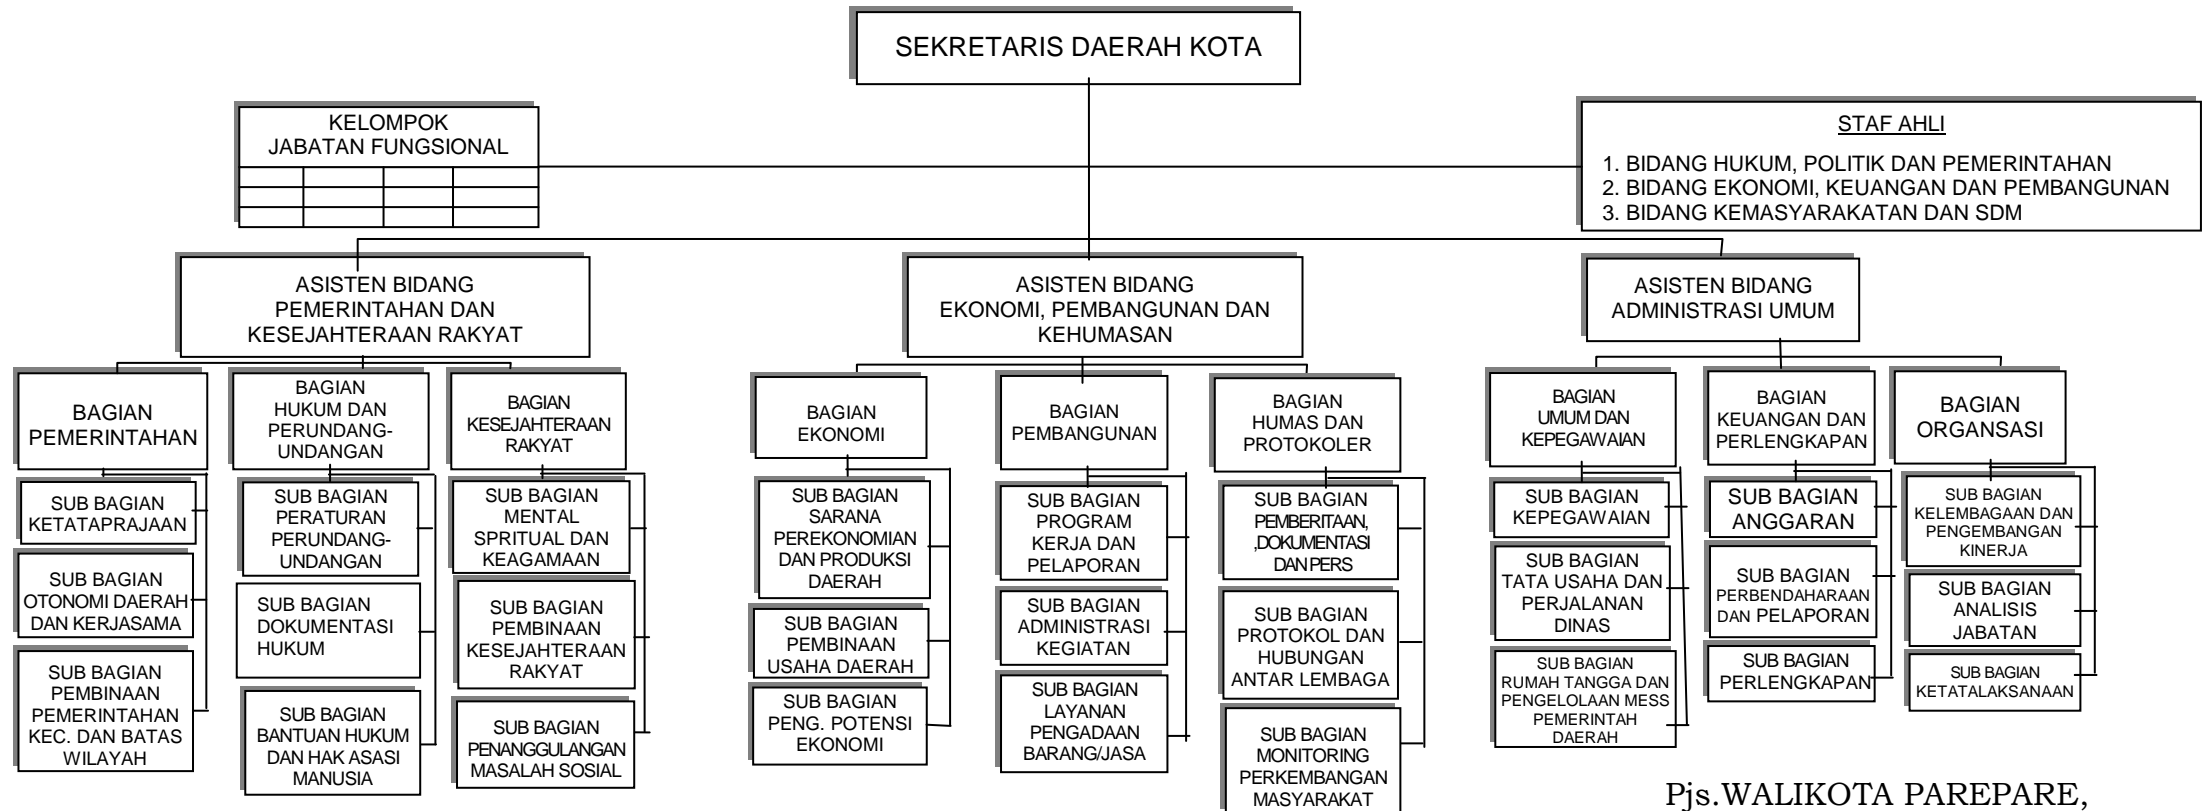 SEKRETARIS DAERAH KOTA
KELOMPOK
JABATAN FUNGSIONAL
STAF AHLI
1. BIDANG HUKUM, POLITIK DAN PEMERINTAHAN
2. BIDANG EKONOMI, KEUANGAN DAN PEMBANGUNAN
3. BIDANG KEMASYARAKATAN DAN SDM
ASISTEN BIDANG
PEMERINTAHAN DAN
KESEJAHTERAAN RAKYAT
ASISTEN BIDANG
EKONOMI, PEMBANGUNAN DAN
KEHUMASAN
ASISTEN BIDANG
ADMINISTRASI UMUM
BAGIAN
PEMERINTAHAN
BAGIAN
HUKUM DAN
PERUNDANG-
UNDANGAN
BAGIAN
KESEJAHTERAAN
RAKYAT
BAGIAN
EKONOMI
BAGIAN
PEMBANGUNAN
BAGIAN
HUMAS DAN
PROTOKOLER
BAGIAN
UMUM DAN
KEPEGAWAIAN
BAGIAN
KEUANGAN DAN
PERLENGKAPAN
BAGIAN
ORGANSASI
SUB BAGIAN
KETATAPRAJAAN
SUB BAGIAN
OTONOMI DAERAH
DAN KERJASAMA
SUB BAGIAN
PEMBINAAN
PEMERINTAHAN
KEC. DAN BATAS
WILAYAH
SUB BAGIAN
PERATURAN
PERUNDANG-
UNDANGAN
SUB BAGIAN
DOKUMENTASI
HUKUM
SUB BAGIAN
BANTUAN HUKUM
DAN HAK ASASI
MANUSIA
SUB BAGIAN
MENTAL
SPRITUAL DAN
KEAGAMAAN
SUB BAGIAN
PEMBINAAN
KESEJAHTERAAN
RAKYAT
SUB BAGIAN
PENANGGULANGAN
MASALAH SOSIAL
SUB BAGIAN
SARANA
PEREKONOMIAN
DAN PRODUKSI
DAERAH
SUB BAGIAN
PEMBINAAN
USAHA DAERAH
SUB BAGIAN
PENG. POTENSI
EKONOMI
SUB BAGIAN
PROGRAM
KERJA DAN
PELAPORAN
SUB BAGIAN
ADMINISTRASI
KEGIATAN
SUB BAGIAN
LAYANAN
PENGADAAN
BARANG/JASA
SUB BAGIAN
PEMBERITAAN,
,DOKUMENTASI
DAN PERS
SUB BAGIAN
PROTOKOL DAN
HUBUNGAN
ANTAR LEMBAGA
SUB BAGIAN
MONITORING
PERKEMBANGAN
MASYARAKAT
SUB BAGIAN
KEPEGAWAIAN
SUB BAGIAN
TATA USAHA DAN
PERJALANAN
DINAS
SUB BAGIAN
RUMAH TANGGA DAN
PENGELOLAAN MESS
PEMERINTAH
DAERAH
SUB BAGIAN
ANGGARAN
SUB BAGIAN
PERBENDAHARAAN
DAN PELAPORAN
SUB BAGIAN
PERLENGKAPAN
SUB BAGIAN
KELEMBAGAAN DAN
PENGEMBANGAN
KINERJA
SUB BAGIAN
ANALISIS
JABATAN
SUB BAGIAN
KETATALAKSANAAN
Pjs.WALIKOTA PAREPARE,